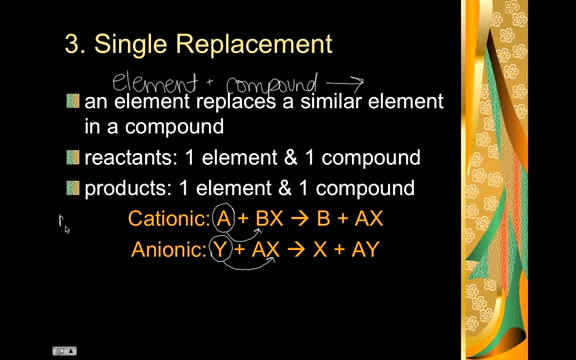 3. Single Replacement
element + compound →
an element replaces a similar element
in a compound
reactants: 1 element & 1 compound
products: 1 element & 1 compound
Cationic: A + BX → B + AX
Anionic: Y + AX → X + AY